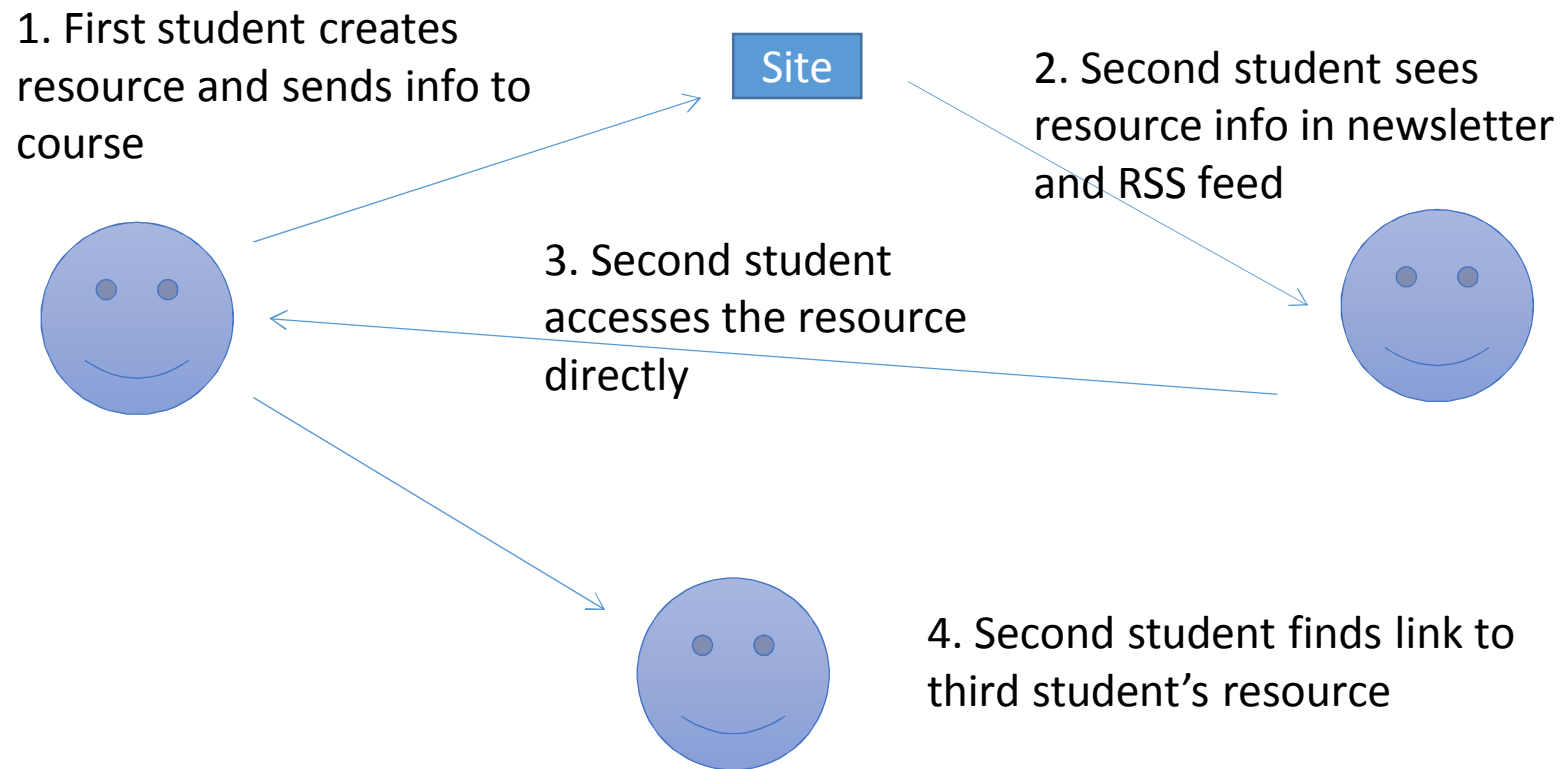 1. First student creates
resource and sends info to
course
Site
2. Second student sees
resource info in newsletter
and RSS feed
3. Second student
accesses the resource
directly
4. Second student finds link to
third student’s resource